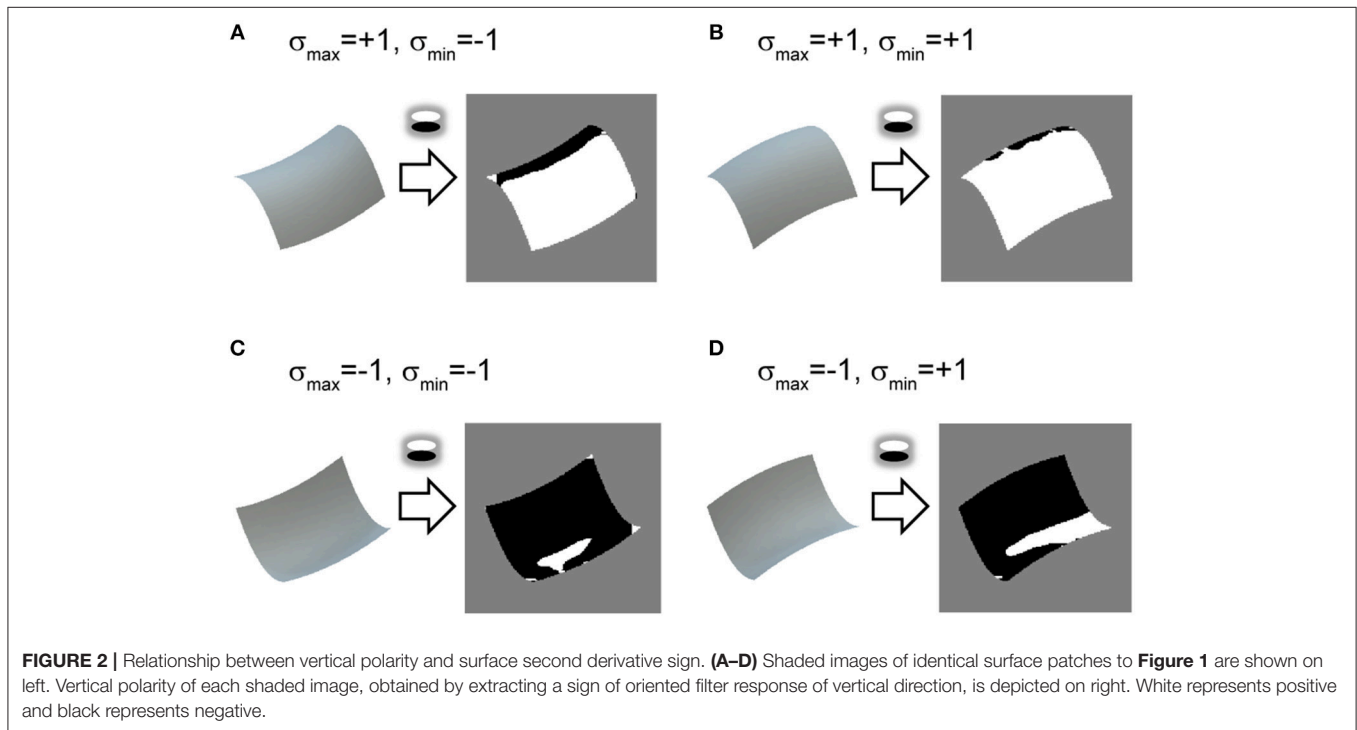 A
σmax=+1, σmin=-1
B
σmax=+1, σmin=+1
C
σmax=-1, σmin=-1
D
σmax=-1, σmin=+1
FIGURE 2 | Relationship between vertical polarity and surface second derivative sign. (A–D) Shaded images of identical surface patches to Figure 1 are shown on
left. Vertical polarity of each shaded image, obtained by extracting a sign of oriented filter response of vertical direction, is depicted on right. White represents positive
and black represents negative.